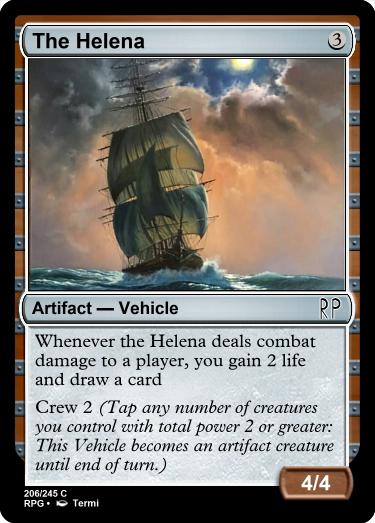 The Helena 3
Artifact — Vehicle RP
Whenever the Helena deals combat
damage to a player, you gain 2 life
and draw a card
Crew 2 (Tap any number of creatures
you control with total power 2 or greater:
This Vehicle becomes an artifact creature
until end of turn.)
4/4
206/245 C
RPG • Termi